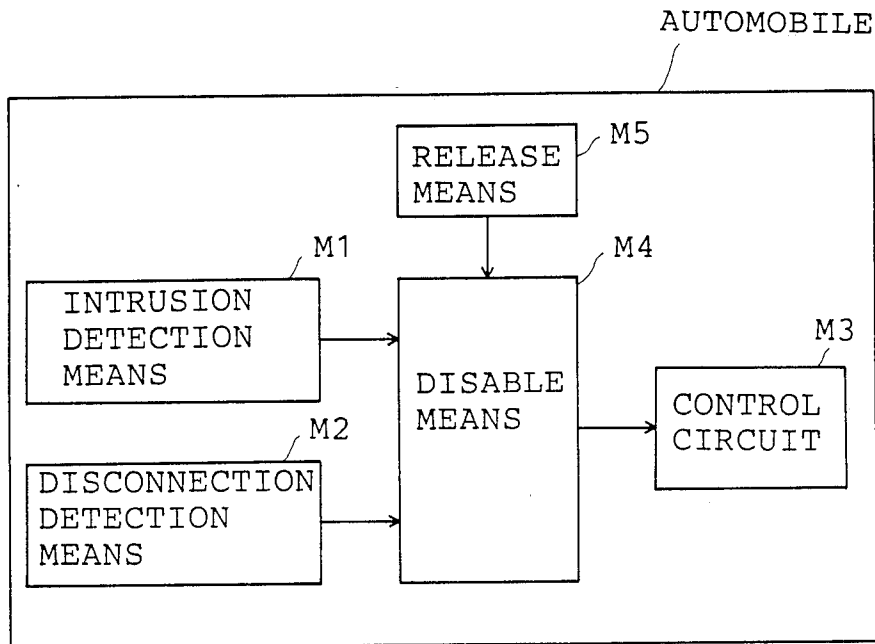 AUTOMOBILE
RELEASE
MEANS
M5
M1
M4
INTRUSION
DETECTION
MEANS
M3
DISABLE
MEANS
CONTROL
CIRCUIT
M2
DISCONNECTION
DETECTION
MEANS